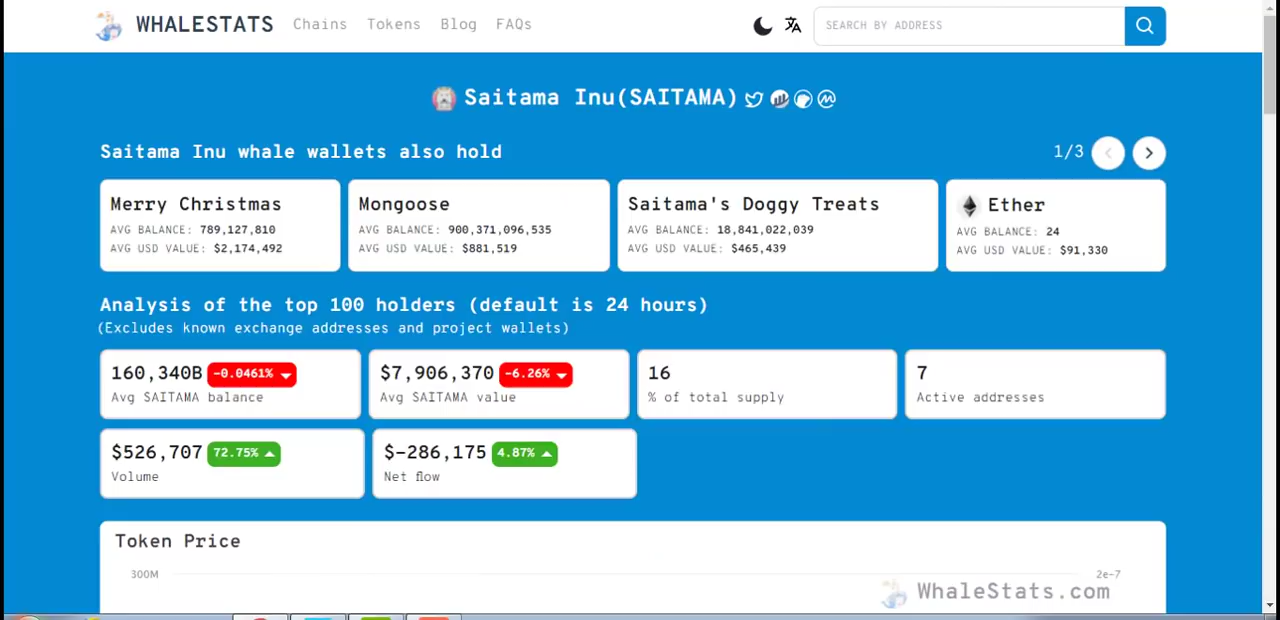 WHALESTATS Chains Tokens Blog FAQs SEARCH BY ADDRESS
Saitama Inu(SAITAMA)
Saitama Inu whale wallets also hold 1/3
Merry Christmas
AVG BALANCE: 789,127,810
AVG USD VALUE: $2,174,492
Mongoose
AVG BALANCE: 900,371,096,535
AVG USD VALUE: $881,519
Saitama's Doggy Treats
AVG BALANCE: 18,841,022,039
AVG USD VALUE: $465,439
Ether
AVG BALANCE: 24
AVG USD VALUE: $91,330
Analysis of the top 100 holders (default is 24 hours)
(Excludes known exchange addresses and project wallets)
160,340B -0.0461%
Avg SAITAMA balance
$7,906,370 -6.26%
Avg SAITAMA value
16
% of total supply
7
Active addresses
$526,707 72.75%
Volume
$-286,175 4.87%
Net flow
Token Price
300M 2e-7
WhaleStats.com